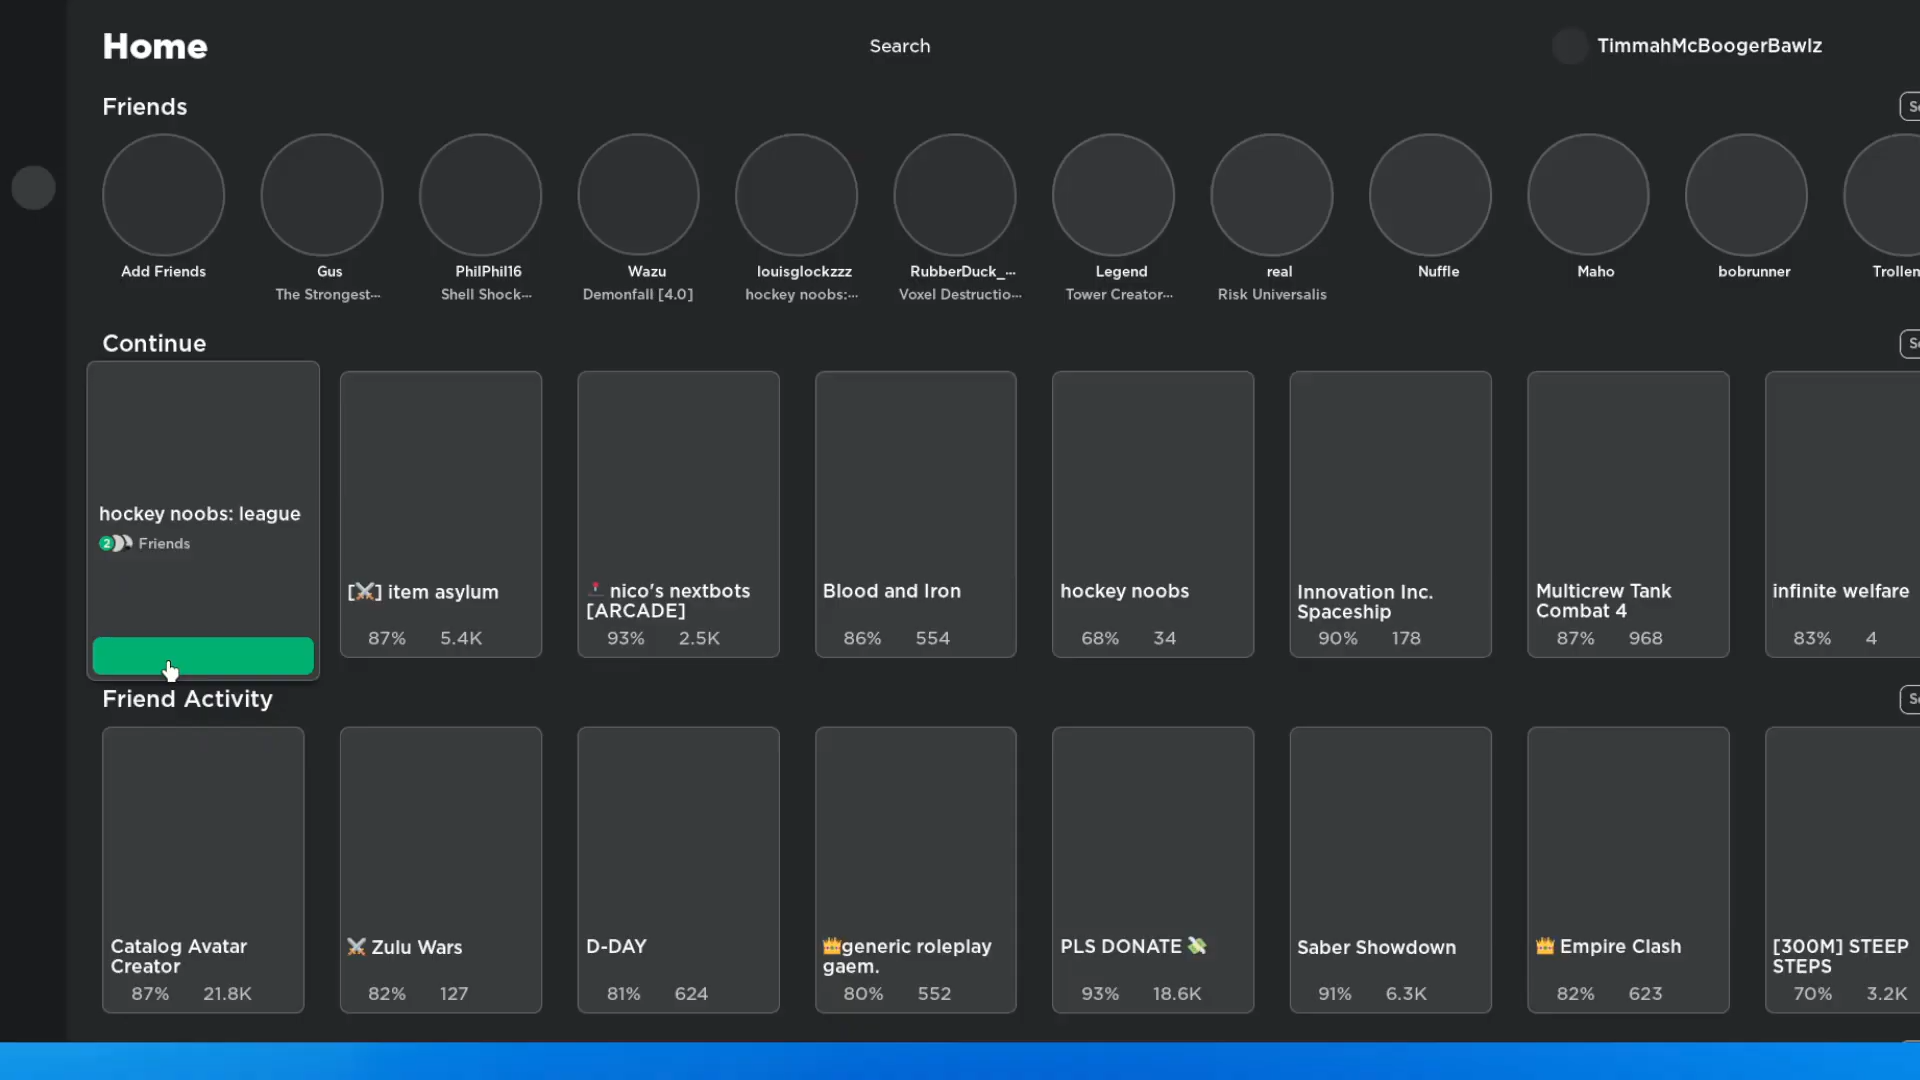 Home
Search
TimmahMcBoogerBawlz
Friends
Add Friends
Gus
The Strongest...
PhilPhil16
Shell Shock...
Wazu
Demonfall [4.0]
louisglockzzz
hockey noobs:...
RubberDuck_...
Voxel Destructio...
Legend
Tower Creator...
real
Risk Universalis
Nuffle
Maho
bobrunner
Trollen
Continue
hockey noobs: league
2 Friends
[⚔️] item asylum
87% 5.4K
🕹️ nico's nextbots
[ARCADE]
93% 2.5K
Blood and Iron
86% 554
hockey noobs
68% 34
Innovation Inc.
Spaceship
90% 178
Multicrew Tank
Combat 4
87% 968
infinite welfare
83% 4
Friend Activity
Catalog Avatar
Creator
87% 21.8K
⚔️ Zulu Wars
82% 127
D-DAY
81% 624
👑generic roleplay
gaem.
80% 552
PLS DONATE 💸
93% 18.6K
Saber Showdown
91% 6.3K
👑 Empire Clash
82% 623
[300M] STEEP
STEPS
70% 3.2K